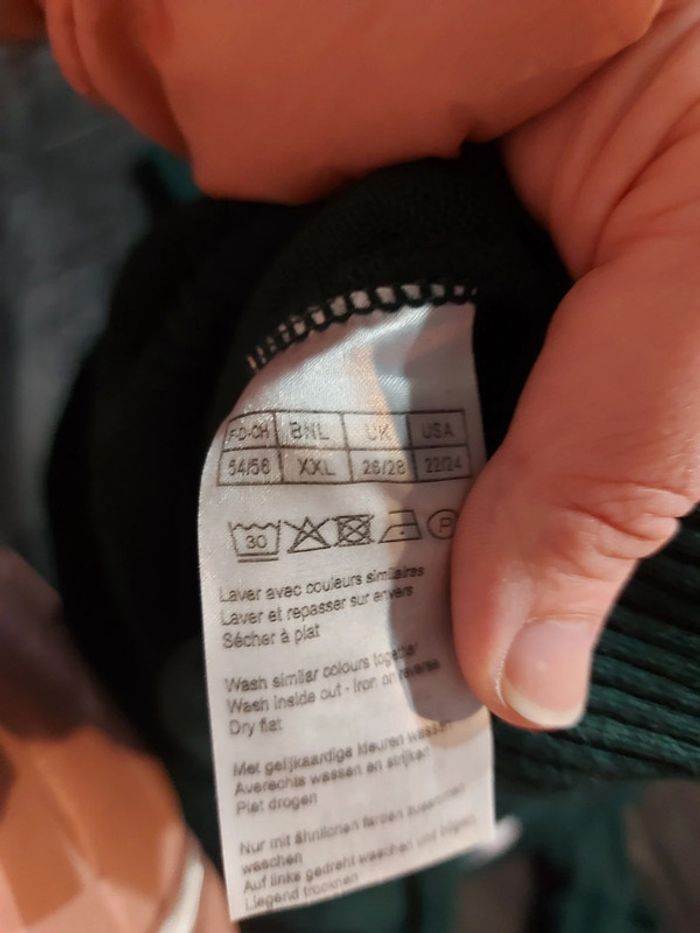 F-D-CH BNL UK USA
54/56 XXL 26/28 22/24
30 P
Laver avec couleurs similaires
Laver et repasser sur envers
Sécher à plat
Wash similar colours together
Wash inside out - Iron on reverse
Dry flat
Met gelijkaardige kleuren wassen
Averechts wassen en strijken
Plat drogen
Nur mit ähnlichen farben zusammen
waschen
Auf links gedreht waschen und bügeln
Liegend trocknen